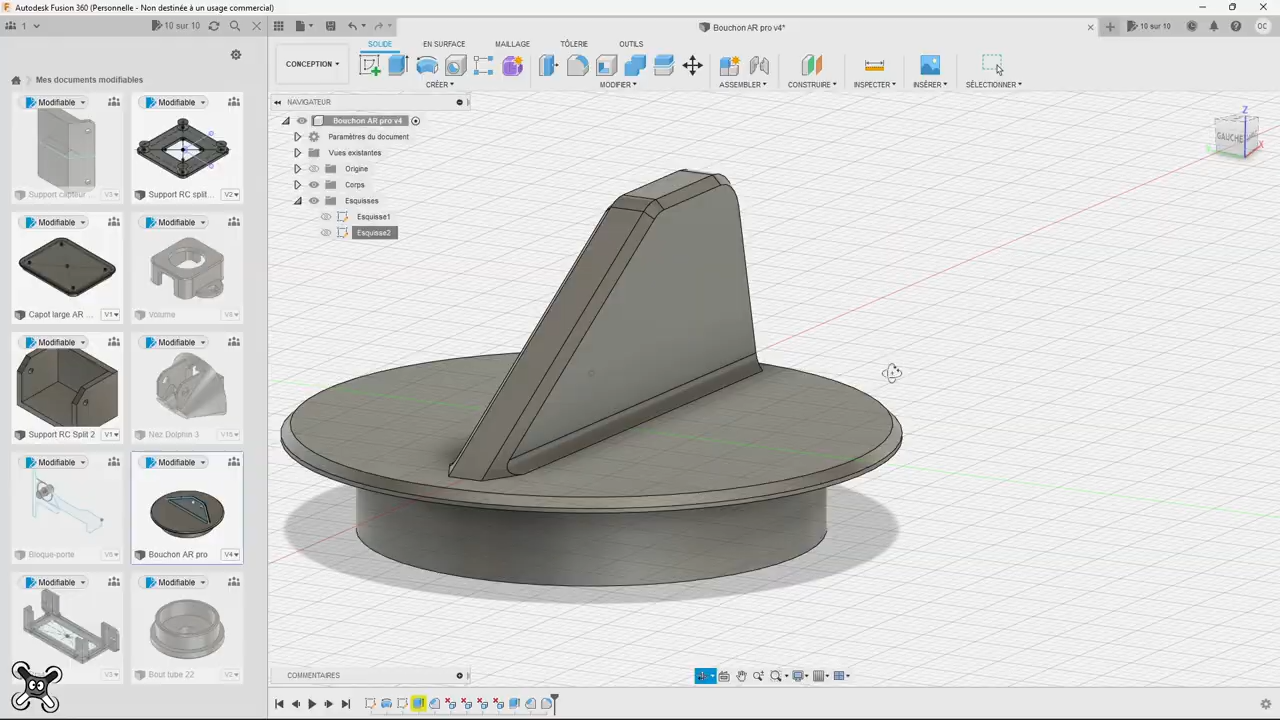 Autodesk Fusion 360 (Personnelle - Non destinée à un usage commercial)
1
10 sur 10
Bouchon AR pro v4*
10 sur 10
OC
SOLIDE
EN SURFACE
MAILLAGE
TÔLERIE
OUTILS
CONCEPTION
CRÉER
MODIFIER
ASSEMBLER
CONSTRUIRE
INSPECTER
INSÉRER
SÉLECTIONNER
Mes documents modifiables
Modifiable
Modifiable
Support capteur
V3
Support RC split...
V2
Modifiable
Modifiable
Capot large AR ...
V1
Volume
V8
Modifiable
Modifiable
Support RC Split 2
V1
Nez Dolphin 3
V15
Modifiable
Modifiable
Bloque-porte
Bouchon AR pro
V4
Modifiable
Modifiable
Bout tube 22
NAVIGATEUR
Bouchon AR pro v4
Paramètres du document
Vues existantes
Origine
Corps
Esquisses
Esquisse1
Esquisse2
Z
GAUCHE
X
COMMENTAIRES